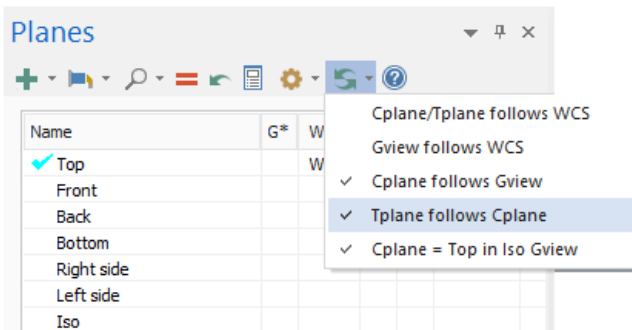 Planes
Name G* W
Top W
Front
Back
Bottom
Right side
Left side
Iso
Cplane/Tplane follows WCS
Gview follows WCS
Cplane follows Gview
Tplane follows Cplane
Cplane = Top in Iso Gview